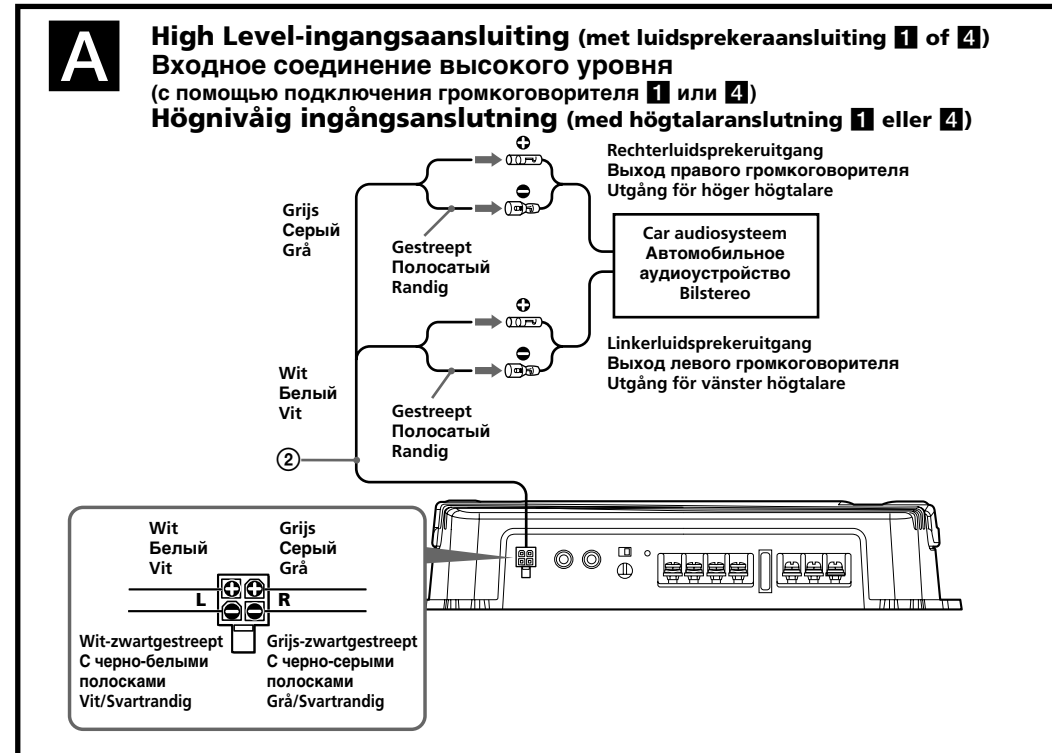 A
High Level-ingangsaansluiting (met luidsprekeraansluiting 1 of 4)
Входное соединение высокого уровня
(с помощью подключения громкоговорителя 1 или 4)
Högnivåig ingångsanslutning (med högtalaranslutning 1 eller 4)
Rechterluidsprekeruitgang
Выход правого громкоговорителя
Utgång för höger högtalare
Grijs
Серый
Grå
Gestreept
Полосатый
Randig
Car audiosysteem
Автомобильное
аудиоустройство
Bilstereo
Linkerluidsprekeruitgang
Выход левого громкоговорителя
Utgång för vänster högtalare
Wit
Белый
Vit
Gestreept
Полосатый
Randig
②
Wit
Белый
Vit
Grijs
Серый
Grå
L
R
Wit-zwartgestreept
С черно-белыми
полосками
Vit/Svartrandig
Grijs-zwartgestreept
С черно-серыми
полосками
Grå/Svartrandig